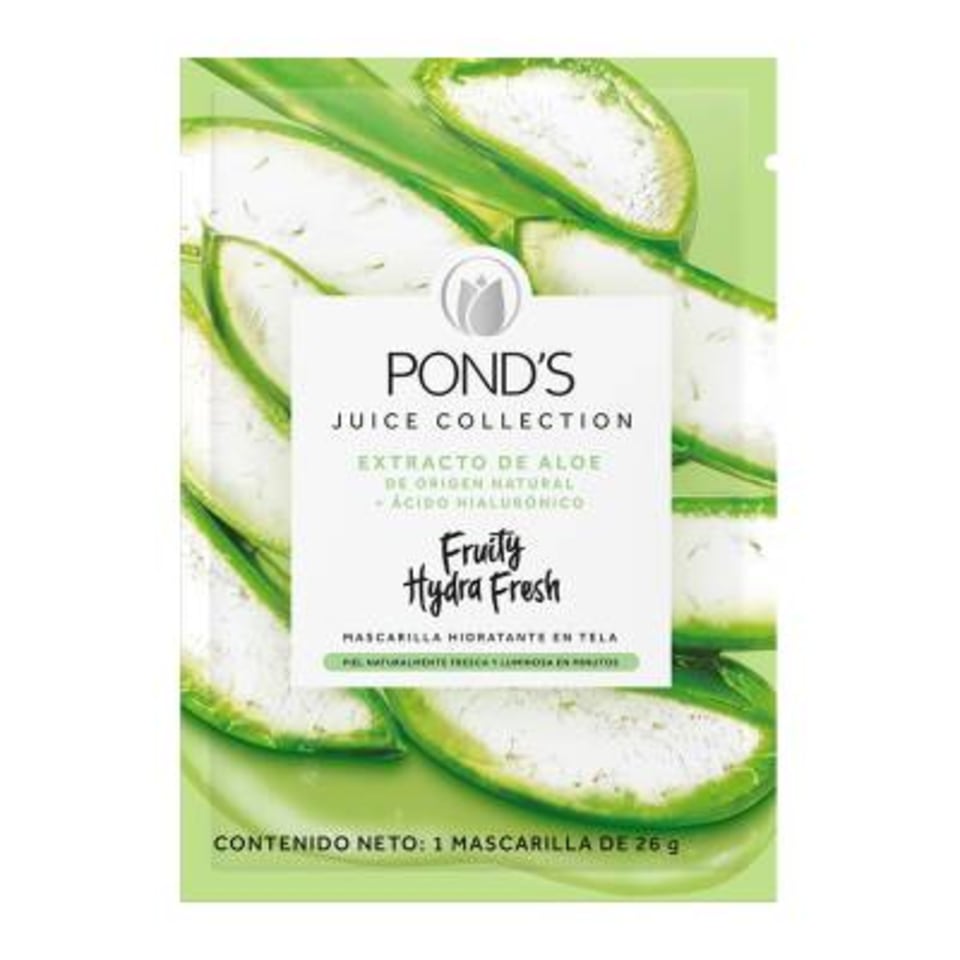 POND'S
JUICE COLLECTION
EXTRACTO DE ALOE
DE ORIGEN NATURAL
+ ÁCIDO HIALURÓNICO
Fruity
Hydra Fresh
MASCARILLA HIDRATANTE EN TELA
PIEL NATURALMENTE FRESCA Y LUMINOSA EN MINUTOS
CONTENIDO NETO: 1 MASCARILLA DE 26 g